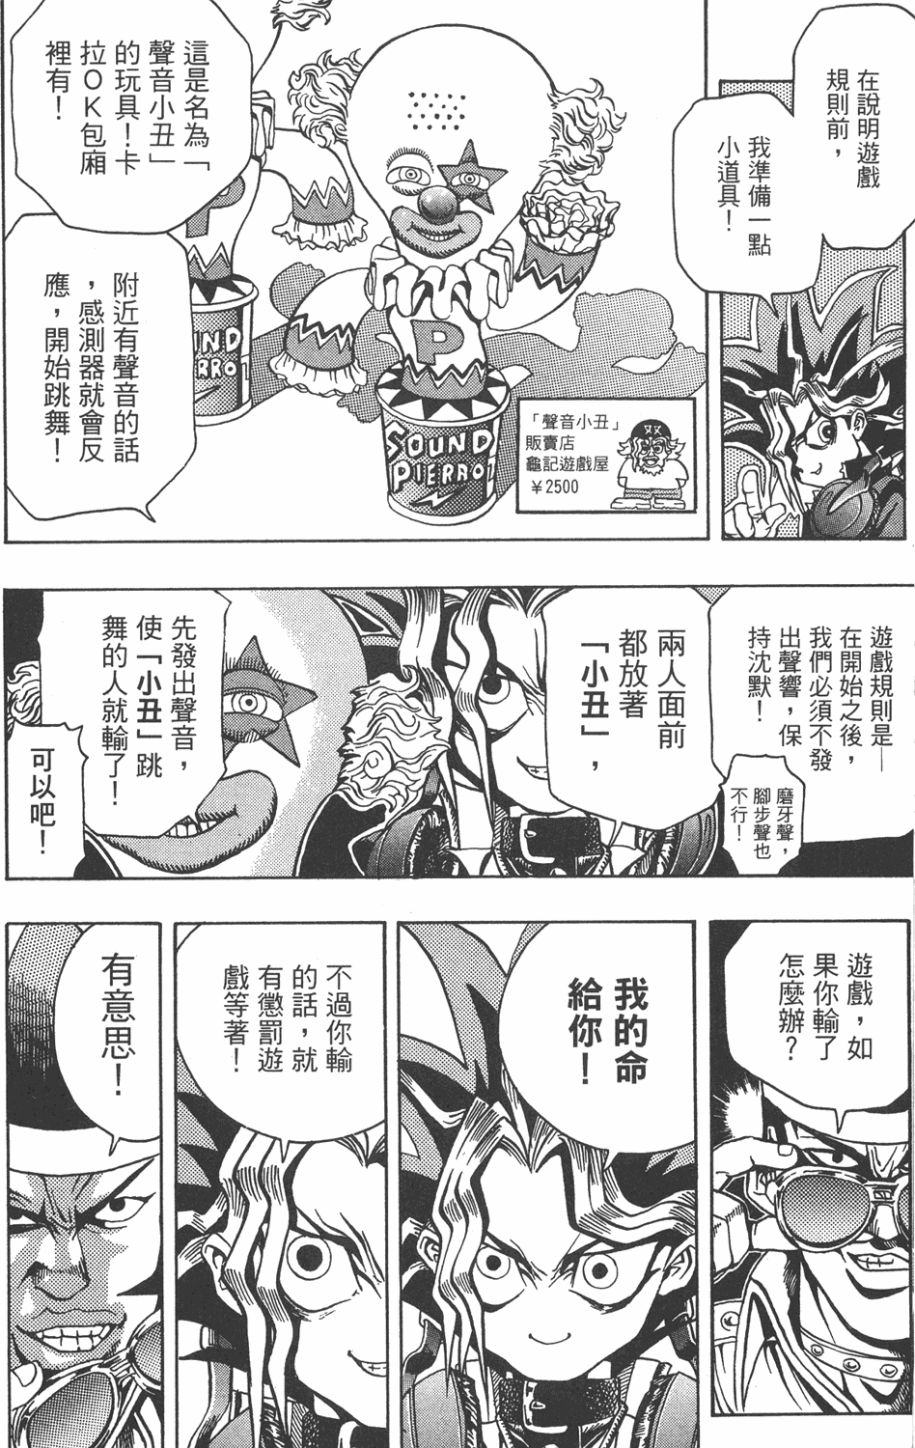 在說明遊戲
規則前，
我準備一點
小道具！
這是名為「
聲音小丑」
的玩具！卡
拉OK包廂
裡有！
附近有聲音的話
，感測器就會反
應，開始跳舞！
P
SOUND
PIERROT
P
「聲音小丑」
販賣店
龜記遊戲屋
￥2500
遊戲規則是—
在開始之後，
我們必須不發
出聲響，保
持沈默！
磨牙聲，
腳步聲也
不行！
兩人面前
都放著
「小丑」，
先發出聲音，
使「小丑」跳
舞的人就輸了！
可以吧！
遊戲，如
果你輸了
怎麼辦？
我的命
給你！
不過你輸
的話，就
有懲罰遊
戲等著！
有意思！